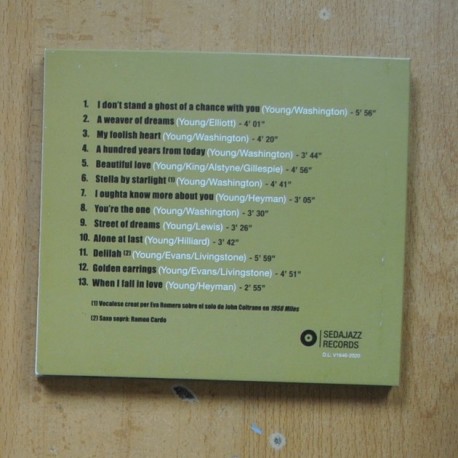 1. I don't stand a ghost of a chance with you (Young/Washington) - 5' 56"
2. A weaver of dreams (Young/Elliott) - 4' 01"
3. My foolish heart (Young/Washington) - 4' 20"
4. A hundred years from today (Young/Washington) - 3' 44"
5. Beautiful love (Young/King/Alstyne/Gillespie) - 4' 56"
6. Stella by starlight (1) (Young/Washington) - 4' 41"
7. I oughta know more about you (Young/Heyman) - 3' 05"
8. You're the one (Young/Washington) - 3' 30"
9. Street of dreams (Young/Lewis) - 3' 26"
10. Alone at last (Young/Hilliard) - 3' 42"
11. Delilah (2) (Young/Evans/Livingstone) - 5' 59"
12. Golden earrings (Young/Evans/Livingstone) - 4' 51"
13. When I fall in love (Young/Heyman) - 2' 55"
(1) Vocalese creat per Eva Romero sobre el solo de John Coltrane en 1958 Miles
(2) Saxo soprà: Ramon Cardo
SEDAJAZZ
RECORDS
D.L.